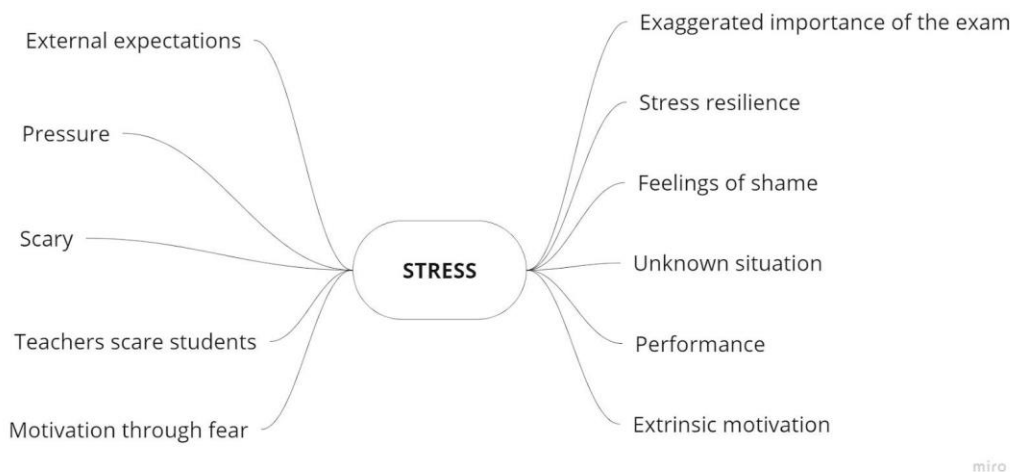 External expectations
Pressure
Scary
Teachers scare students
Motivation through fear
STRESS
Exaggerated importance of the exam
Stress resilience
Feelings of shame
Unknown situation
Performance
Extrinsic motivation
miro